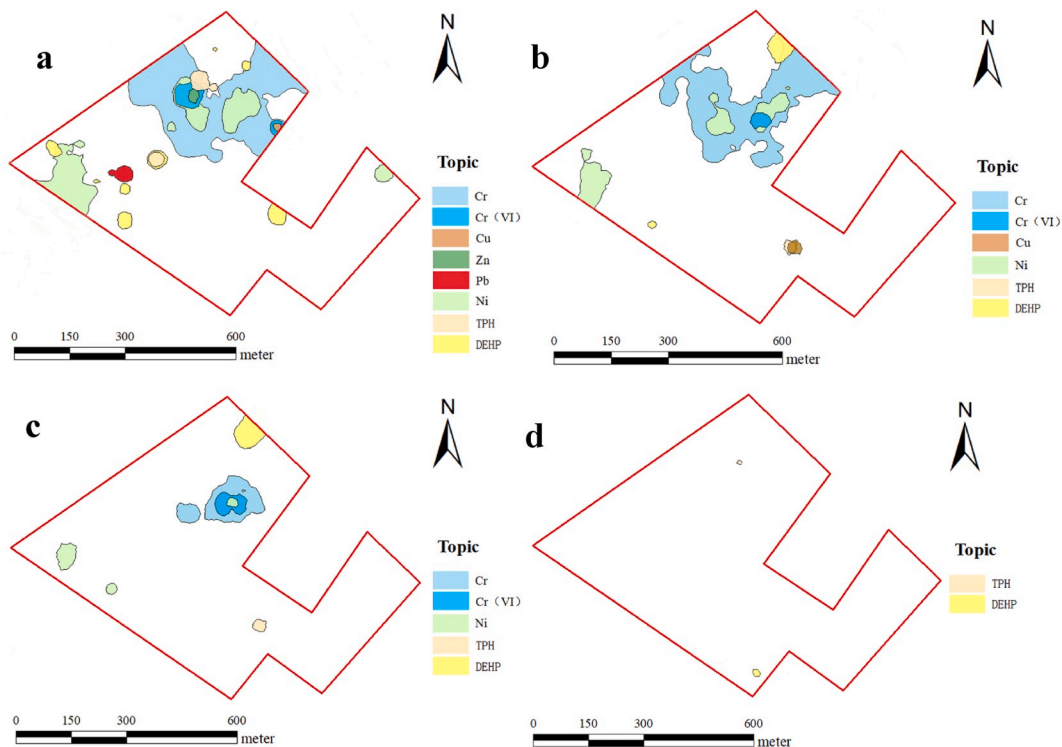 a
N
Topic
Cr
Cr（VI）
Cu
Zn
Pb
Ni
TPH
DEHP
0 150 300 600
meter
b
N
Topic
Cr
Cr（VI）
Cu
Ni
TPH
DEHP
0 150 300 600
meter
c
N
Topic
Cr
Cr（VI）
Ni
TPH
DEHP
0 150 300 600
meter
d
N
Topic
TPH
DEHP
0 150 300 600
meter